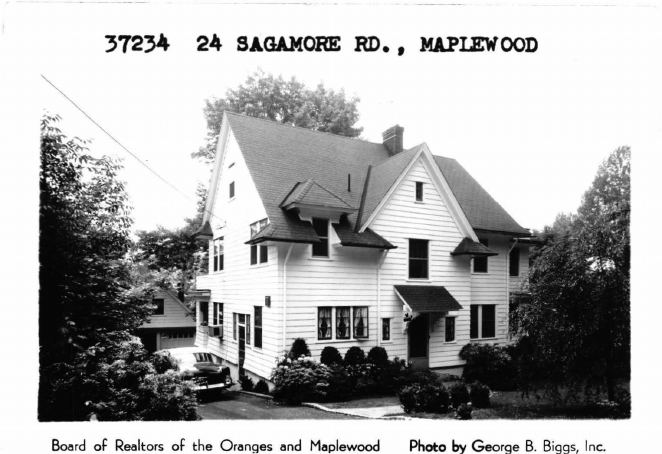 37234 24 SAGAMORE RD., MAPLEWOOD
Board of Realtors of the Oranges and Maplewood Photo by George B. Biggs, Inc.